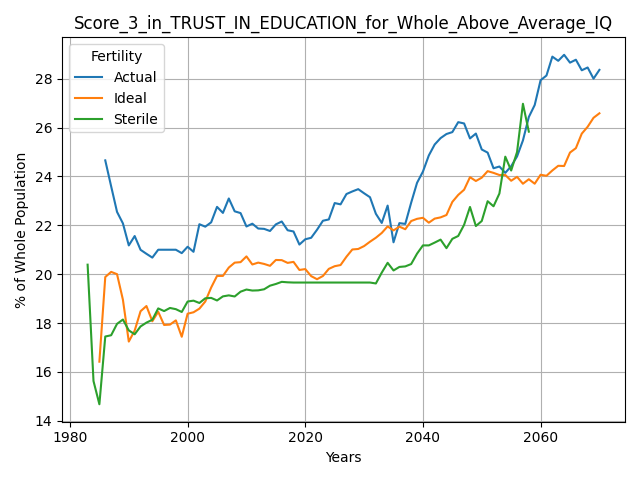 Score_3_in_TRUST_IN_EDUCATION_for_Whole_Above_Average_IQ
Fertility
Actual
Ideal
Sterile
% of Whole Population
28
26
24
22
20
18
16
14
1980
2000
2020
2040
2060
Years